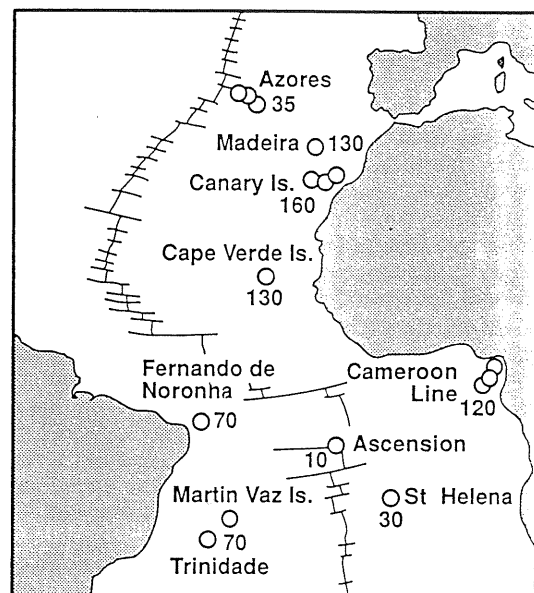 Azores
35
Madeira 130
Canary Is.
160
Cape Verde Is.
130
Fernando de
Noronha
70
Cameroon
Line
120
Ascension
10
Martin Vaz Is.
70
Trinidade
St Helena
30